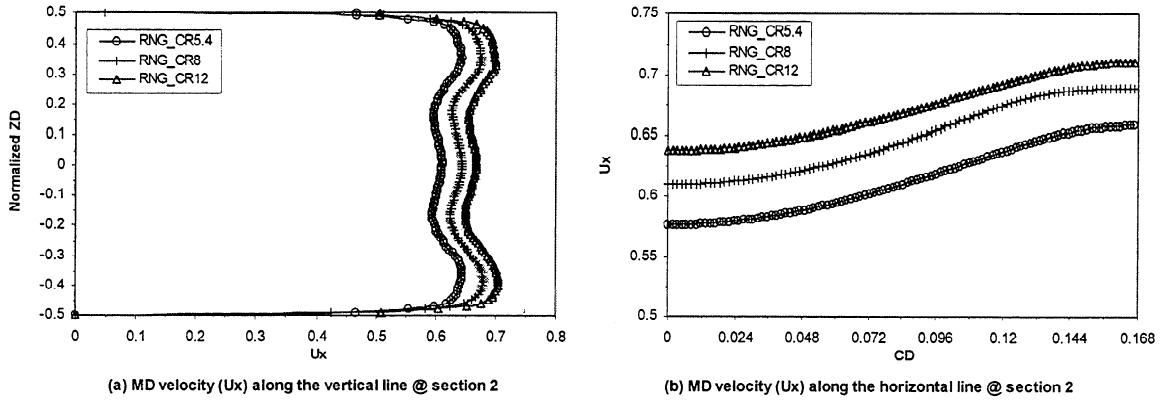 0.5
0.4
0.3
0.2
0.1
0
-0.1
-0.2
-0.3
-0.4
-0.5
Normalized ZD
RNG_CR5.4
RNG_CR8
RNG_CR12
0 0.1 0.2 0.3 0.4 0.5 0.6 0.7 0.8
Ux
(a) MD velocity (Ux) along the vertical line @ section 2
0.75
0.7
0.65
0.6
0.55
0.5
Ux
RNG_CR5.4
RNG_CR8
RNG_CR12
0 0.024 0.048 0.072 0.096 0.12 0.144 0.168
CD
(b) MD velocity (Ux) along the horizontal line @ section 2